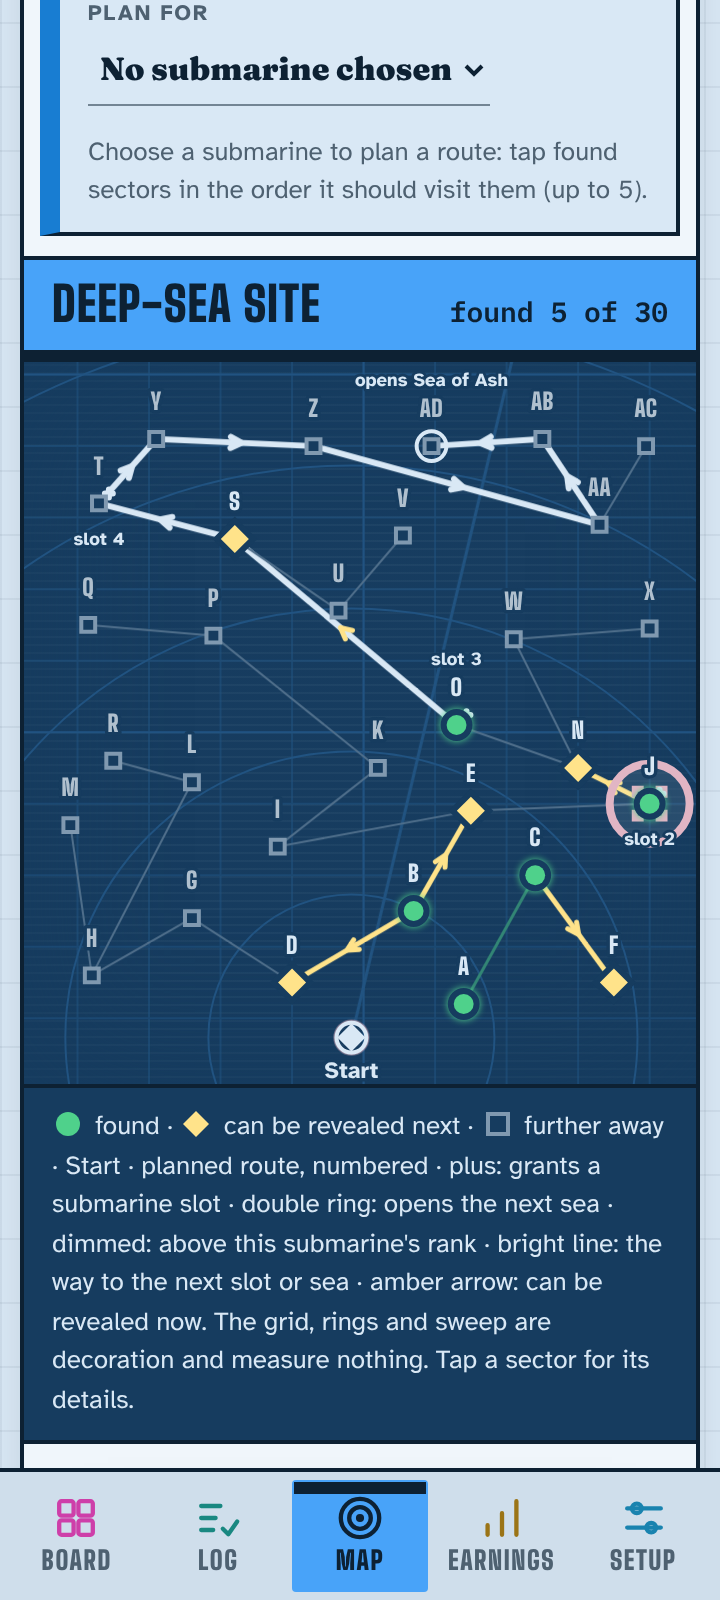 PLAN FOR
No submarine chosen
Choose a submarine to plan a route: tap found
sectors in the order it should visit them (up to 5).
DEEP-SEA SITE
found 5 of 30
opens Sea of Ash
Y
Z
AD
AB
AC
T
S
V
AA
slot 4
Q
P
U
W
X
slot 3
O
R
L
K
N
J
M
I
E
slot 2
C
G
B
H
D
A
F
Start
found · can be revealed next · further away
· Start · planned route, numbered · plus: grants a
submarine slot · double ring: opens the next sea ·
dimmed: above this submarine's rank · bright line: the
way to the next slot or sea · amber arrow: can be
revealed now. The grid, rings and sweep are
decoration and measure nothing. Tap a sector for its
details.
BOARD
LOG
MAP
EARNINGS
SETUP